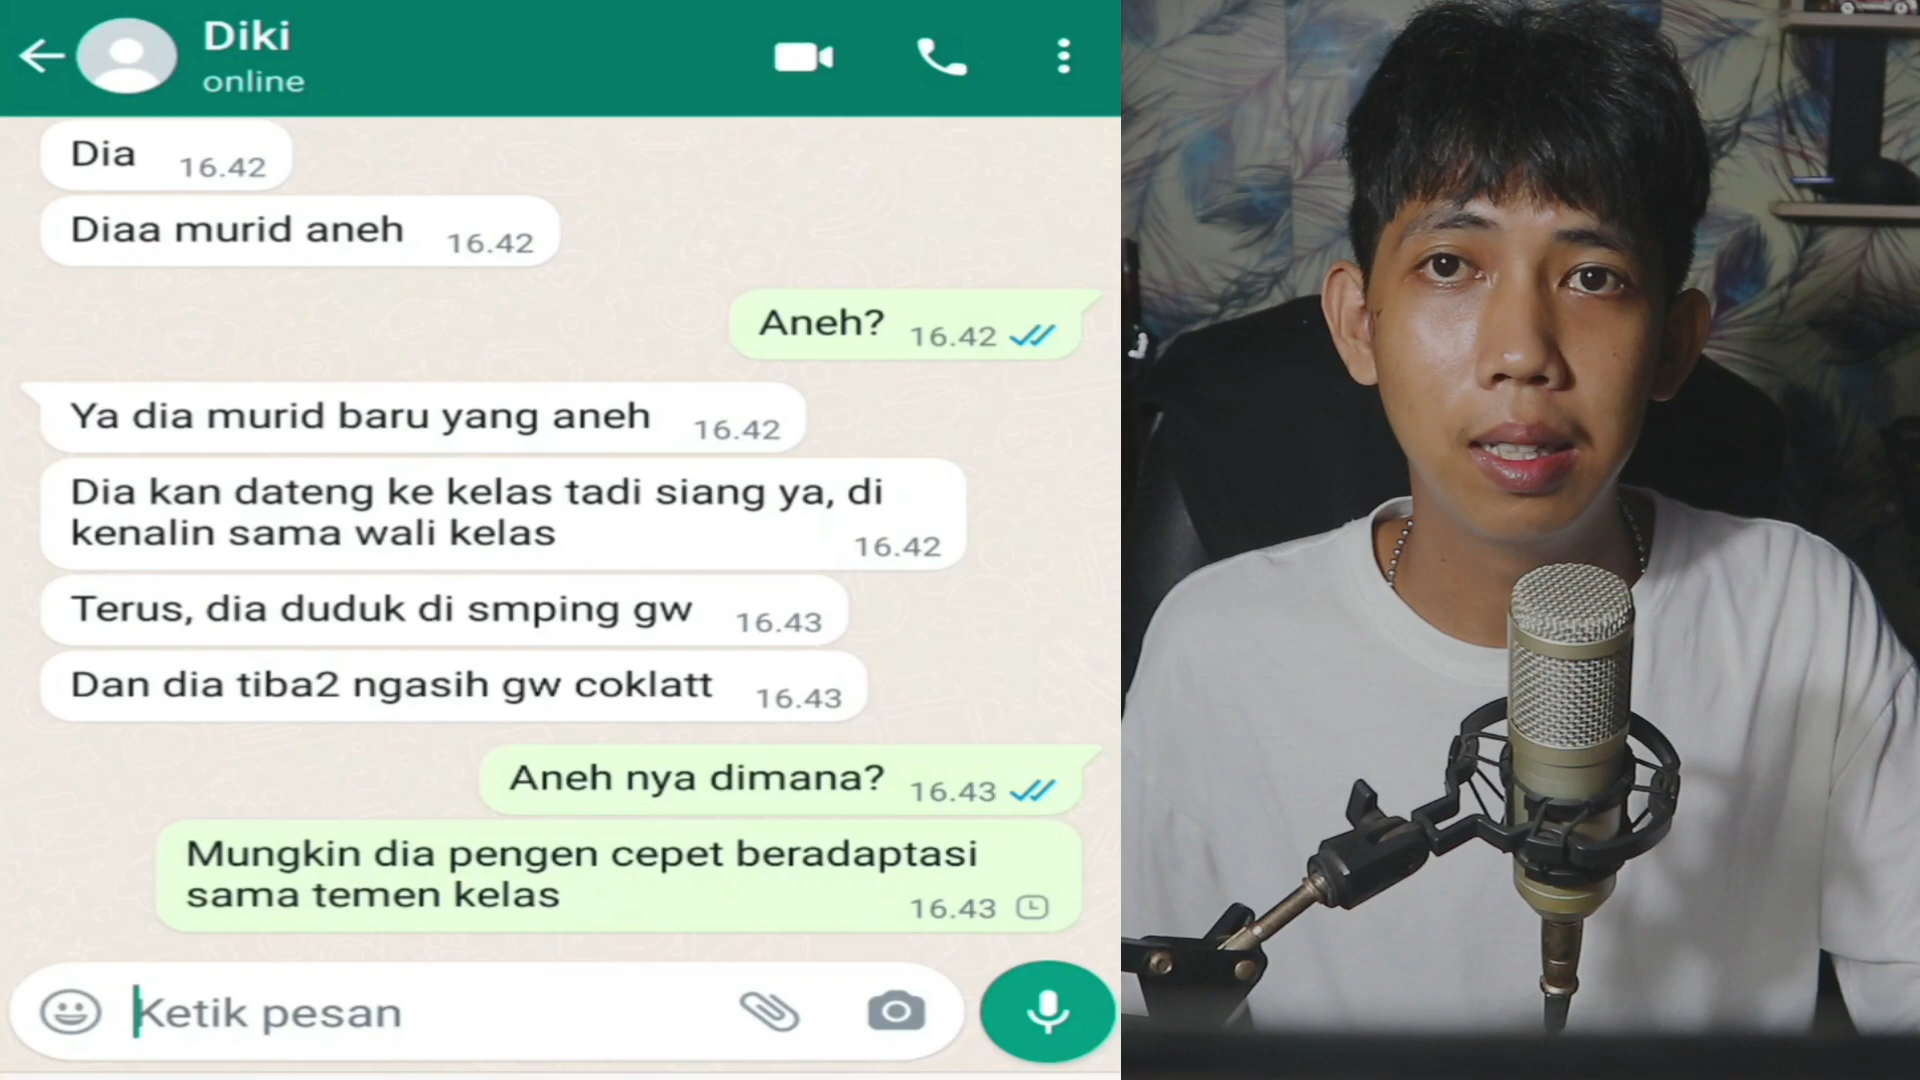 Diki
online
Dia 16.42
Diaa murid aneh 16.42
Aneh? 16.42
Ya dia murid baru yang aneh 16.42
Dia kan dateng ke kelas tadi siang ya, di
kenalin sama wali kelas 16.42
Terus, dia duduk di smping gw 16.43
Dan dia tiba2 ngasih gw coklatt 16.43
Aneh nya dimana? 16.43
Mungkin dia pengen cepet beradaptasi
sama temen kelas 16.43
Ketik pesan